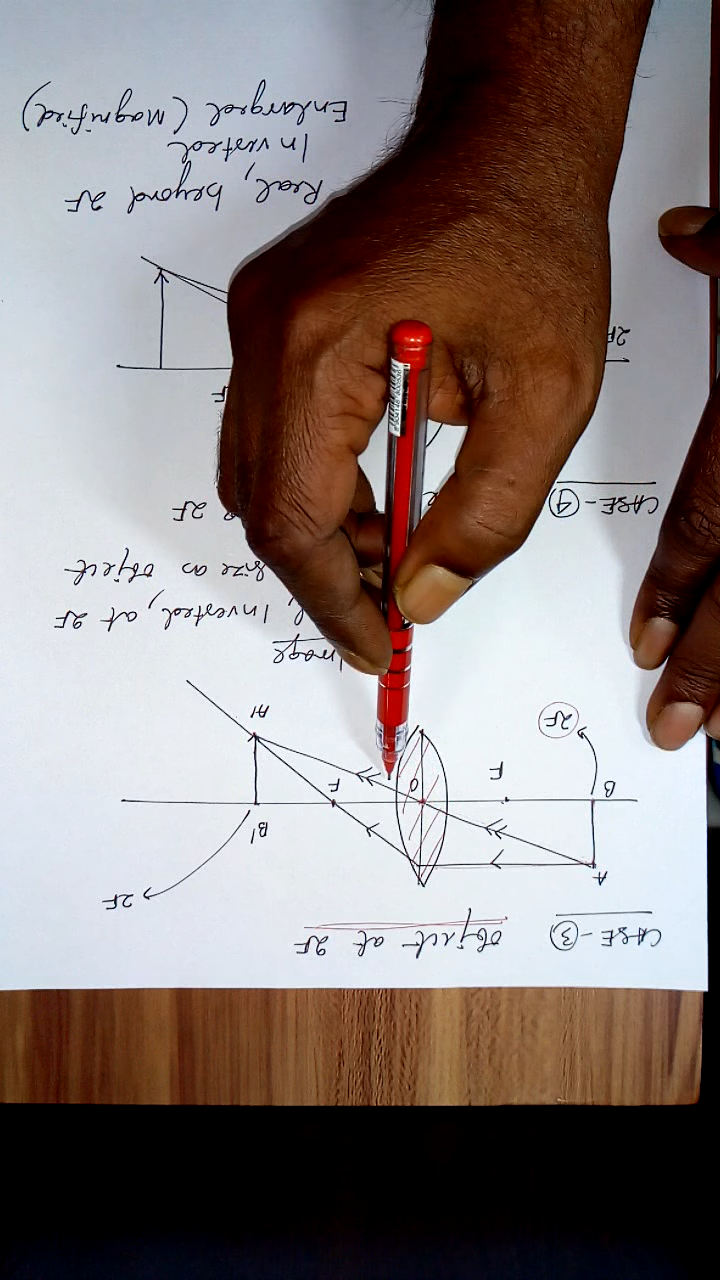 CASE-③ Object at 2F
A
2F
B F O F B'
2F A'
Image
Inverted, at 2F
Size as object
CASE-④ 2F
2F F
Real, beyond 2F
Inverted
Enlarged (Magnified)